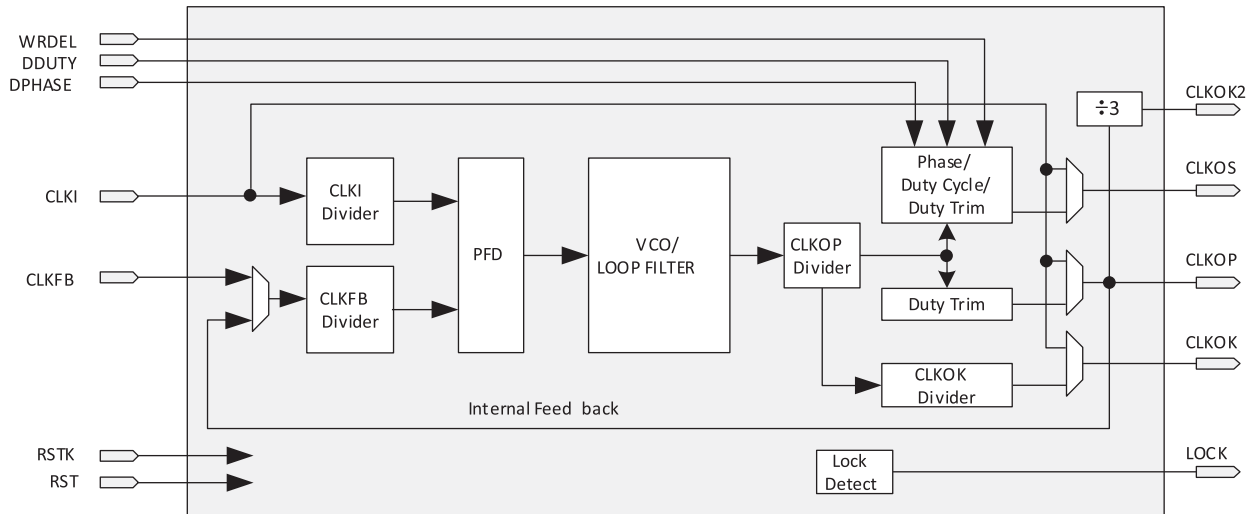 WRDEL
DDUTY
DPHASE
CLKI
CLKFB
RSTK
RST
CLKI
Divider
CLKFB
Divider
PFD
VCO/
LOOP FILTER
CLKOP
Divider
Phase/
Duty Cycle/
Duty Trim
Duty Trim
CLKOK
Divider
Internal Feed back
Lock
Detect
÷3
CLKOK2
CLKOS
CLKOP
CLKOK
LOCK